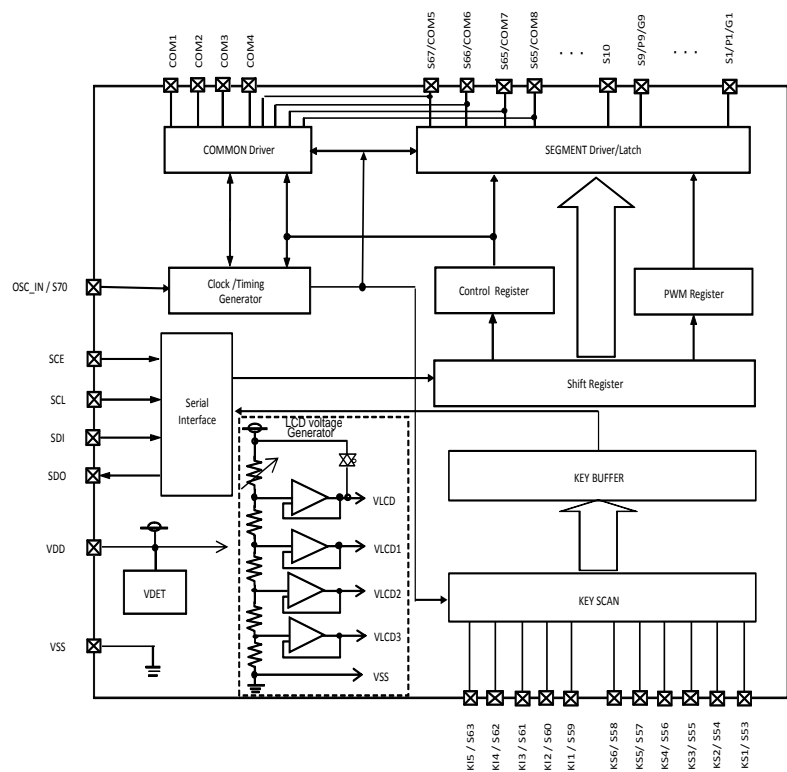 COM1
COM2
COM3
COM4
S67/COM5
S66/COM6
S65/COM7
S65/COM8
. . .
S10
S9/P9/G9
. . .
S1/P1/G1
COMMON Driver
SEGMENT Driver/Latch
OSC_IN / S70
Clock /Timing
Generator
Control Register
PWM Register
SCE
SCL
SDI
SDO
Serial
Interface
Shift Register
LCD voltage
Generator
KEY BUFFER
VLCD
VLCD1
VLCD2
VLCD3
VSS
VDD
VDET
VSS
KEY SCAN
KI5 / S63
KI4 / S62
KI3 / S61
KI2 / S60
KI1 / S59
KS6/ S58
KS5/ S57
KS4/ S56
KS3/ S55
KS2/ S54
KS1/ S53